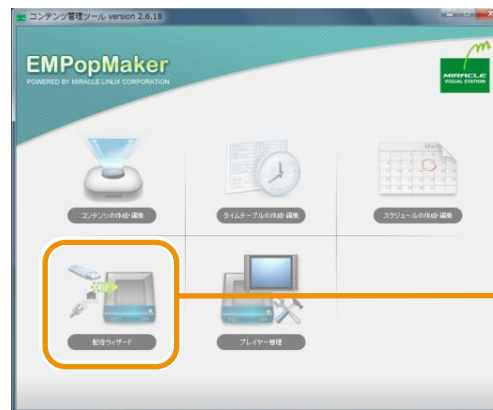 コンテンツ管理ツール version 2.6.16
EMPopMaker
POWERED BY MIRACLE LINUX CORPORATION
MIRACLE
VISUAL STATION
March
コンテンツの作成・編集
タイムテーブルの作成・編集
スケジュールの作成・編集
配信ウィザード
プレイヤー管理